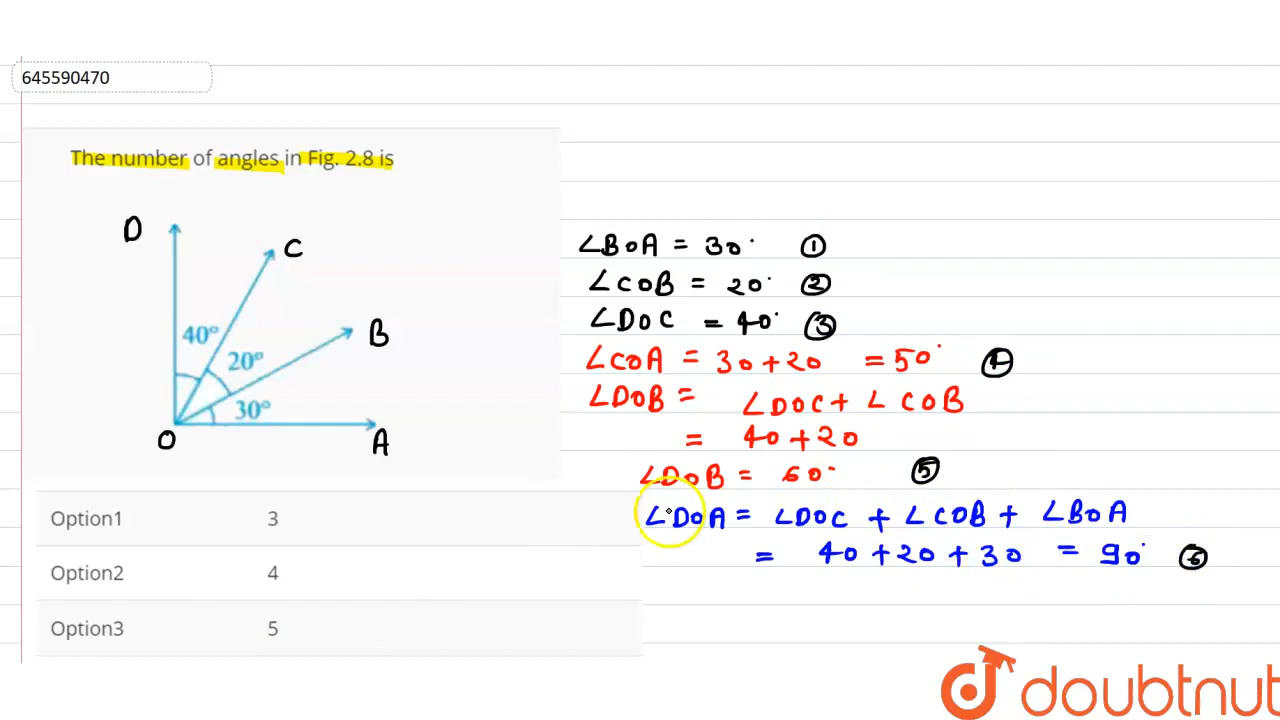 645590470
The number of angles in Fig. 2.8 is
D
C
B
40°
20°
30°
O
A
∠BOA = 30° ①
∠COB = 20° ②
∠DOC = 40° ③
∠COA = 30+20 = 50° ④
∠DOB = ∠DOC + ∠COB
= 40+20
∠DOB = 60° ⑤
∠DOA = ∠DOC + ∠COB + ∠BOA
= 40+20+30 = 90° ⑥
Option1 3
Option2 4
Option3 5
doubtnut